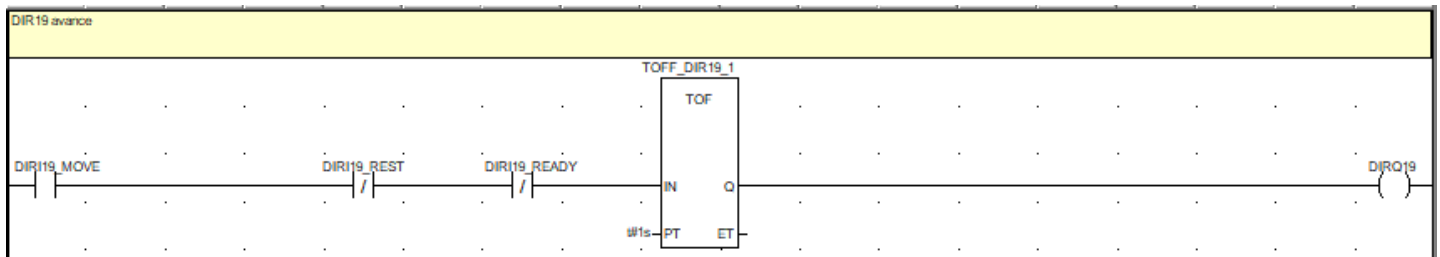 DIR19 avance
TOFF_DIR19_1
TOF
DIRI19_MOVE
DIRI19_REST
DIRI19_READY
DIRQ19
/
/
IN
Q
t#1s
PT
ET